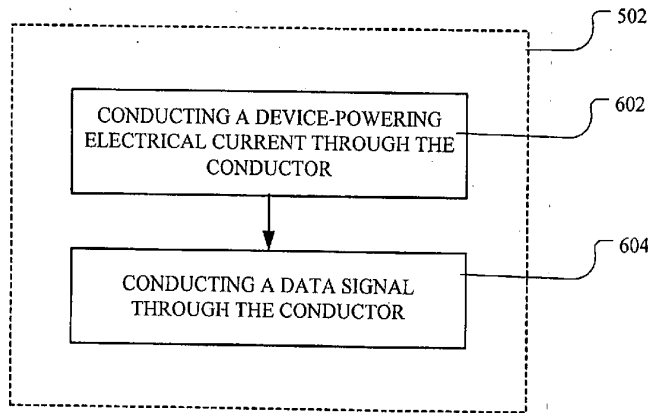 502
CONDUCTING A DEVICE-POWERING
ELECTRICAL CURRENT THROUGH THE
CONDUCTOR
602
CONDUCTING A DATA SIGNAL
THROUGH THE CONDUCTOR
604